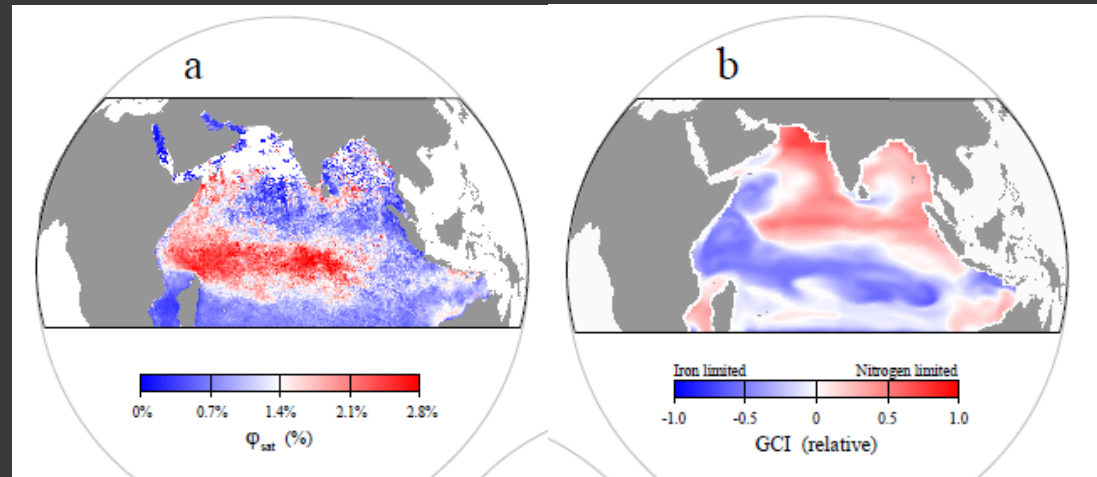 a
b
0% 0.7% 1.4% 2.1% 2.8%
φsat (%)
Iron limited Nitrogen limited
-1.0 -0.5 0 0.5 1.0
GCI (relative)